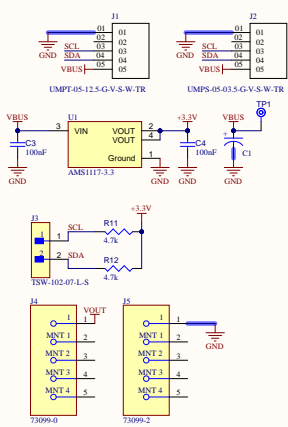 J1
01 01
02 02
SCL 03 03
SDA 04 04
05 05
GND
VBUS
UMPT-05-12.5-G-V-S-W-TR
J2
01 01
02 02
SCL 03 03
SDA 04 04
05 05
GND
VBUS
UMPS-05-03.5-G-V-S-W-TR
VBUS
U1
3 VIN VOUT 2
VOUT 4
Ground 1
AMS1117-3.3
C3
100nF
GND
GND
+3.3V
C4
100nF
GND
VBUS
TP1
C1
GND
J3
1 1 SCL
2 2 SDA
TSW-102-07-L-S
R11
4.7k
R12
4.7k
+3.3V
J4
1 1 VOUT
MNT 1 2
MNT 2 3
MNT 3 4
MNT 4 5
73099-0
J5
1 1
MNT 1 2
MNT 2 3
MNT 3 4
MNT 4 5
GND
73099-2